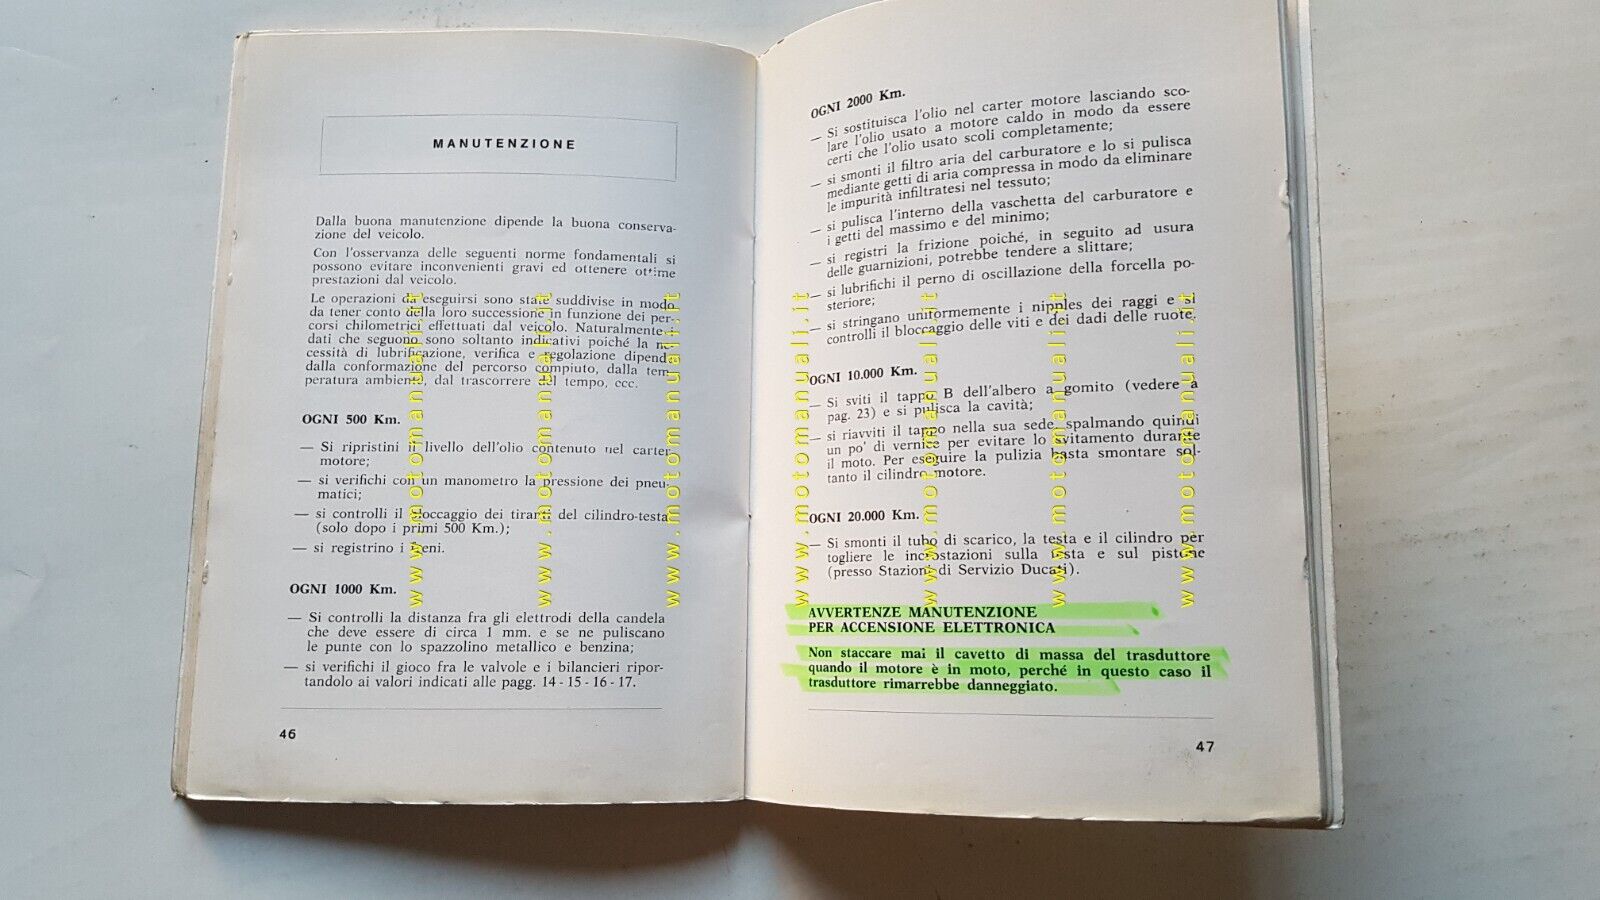 MANUTENZIONE
Dalla buona manutenzione dipende la buona conserva-
zione del veicolo.
Con l'osservanza delle seguenti norme fondamentali si
possono evitare inconvenienti gravi ed ottenere ottime
prestazioni dal veicolo.
Le operazioni da eseguirsi sono state suddivise in modo
da tener conto della loro successione in funzione dei per-
corsi chilometrici effettuati dal veicolo. Naturalmente i
dati che seguono sono soltanto indicativi poiché la ne-
cessità di lubrificazione, verifica e regolazione dipende
dalla conformazione del percorso compiuto, dalla tem-
peratura ambiente, dal trascorrere del tempo, ecc.
OGNI 500 Km.
— Si ripristini il livello dell'olio contenuto nel carter
motore;
— si verifichi con un manometro la pressione dei pneu-
matici;
— si controlli il bloccaggio dei tiranti del cilindro-testa
(solo dopo i primi 500 Km.);
— si registrino i freni.
OGNI 1000 Km.
— Si controlli la distanza fra gli elettrodi della candela
che deve essere di circa 1 mm. e se ne puliscano
le punte con lo spazzolino metallico e benzina;
— si verifichi il gioco fra le valvole e i bilancieri ripor-
tandolo ai valori indicati alle pagg. 14 - 15 - 16 - 17.
46
OGNI 2000 Km.
— Si sostituisca l'olio nel carter motore lasciando sco-
lare l'olio usato a motore caldo in modo da essere
certi che l'olio usato scoli completamente;
— si smonti il filtro aria del carburatore e lo si pulisca
mediante getti di aria compressa in modo da eliminare
le impurità infiltratesi nel tessuto;
— si pulisca l'interno della vaschetta del carburatore e
i getti del massimo e del minimo;
— si registri la frizione poiché, in seguito ad usura
delle guarnizioni, potrebbe tendere a slittare;
— si lubrifichi il perno di oscillazione della forcella po-
steriore;
— si stringano uniformemente i nipples dei raggi e si
controlli il bloccaggio delle viti e dei dadi delle ruote.
OGNI 10.000 Km.
— Si sviti il tappo B dell'albero a gomito (vedere a
pag. 23) e si pulisca la cavità;
— si riavviti il tappo nella sua sede spalmando quindi
un po' di vernice per evitare lo svitamento durante
il moto. Per eseguire la pulizia basta smontare sol-
tanto il cilindro motore.
OGNI 20.000 Km.
— Si smonti il tubo di scarico, la testa e il cilindro per
togliere le incrostazioni sulla testa e sul pistone
(presso Stazioni di Servizio Ducati).
AVVERTENZE MANUTENZIONE
PER ACCENSIONE ELETTRONICA
Non staccare mai il cavetto di massa del trasduttore
quando il motore è in moto, perché in questo caso il
trasduttore rimarrebbe danneggiato.
47
www.motomanuali.it
www.motomanuali.it
www.motomanuali.it
www.motomanuali.it
www.motomanuali.it
www.motomanuali.it
www.motomanuali.it